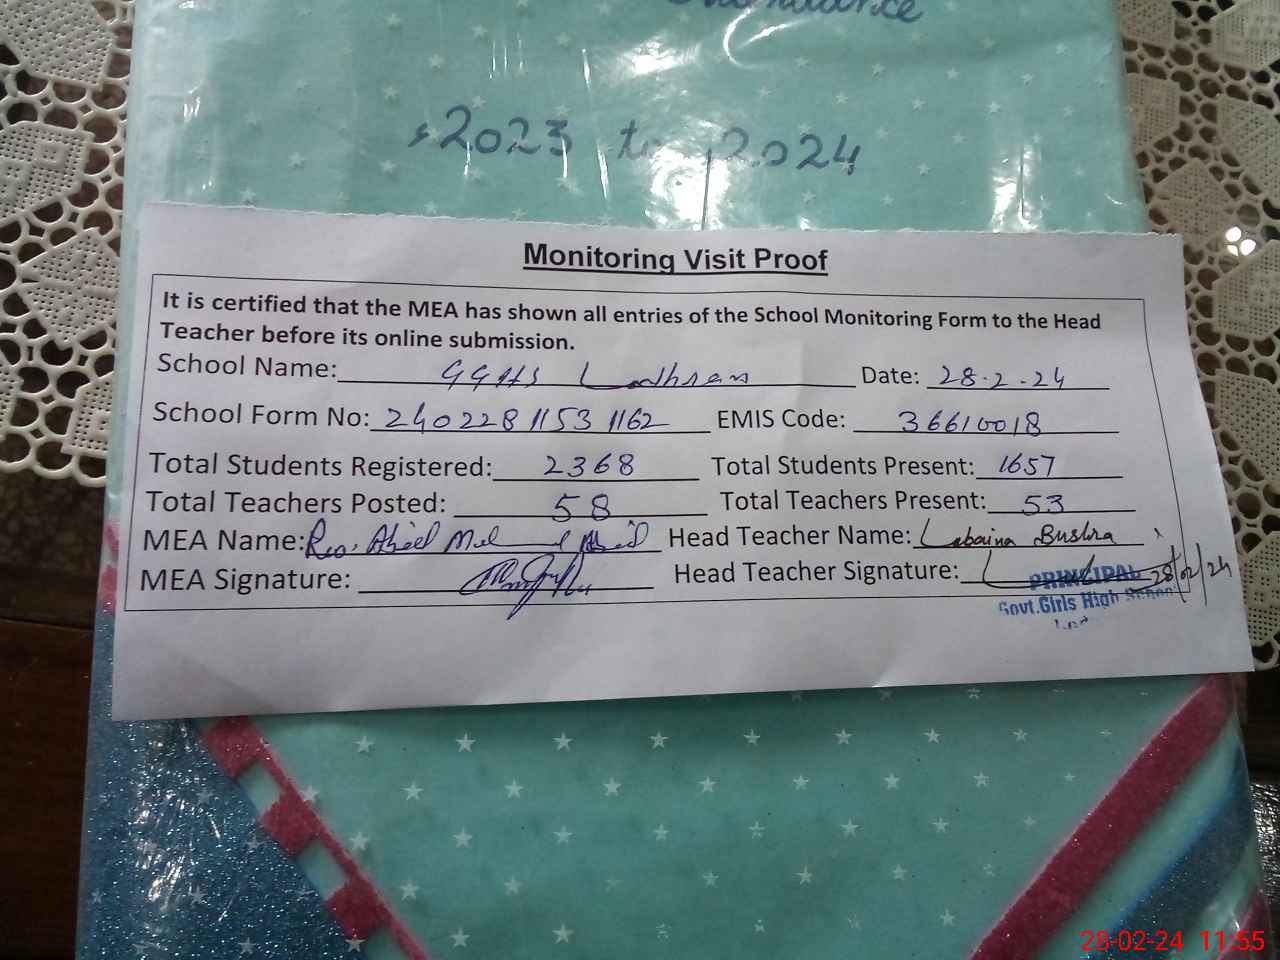 2023 to 2024
Monitoring Visit Proof
It is certified that the MEA has shown all entries of the School Monitoring Form to the Head
Teacher before its online submission.
School Name: GGHS Lodhran Date: 28-2-24
School Form No: 240228 1153 1162 EMIS Code: 36610018
Total Students Registered: 2368 Total Students Present: 1657
Total Teachers Posted: 58 Total Teachers Present: 53
MEA Name: Head Teacher Name: Bushra
MEA Signature: Head Teacher Signature: 28/02/24
PRINCIPAL
Govt.Girls High School
28-02-24 11:55